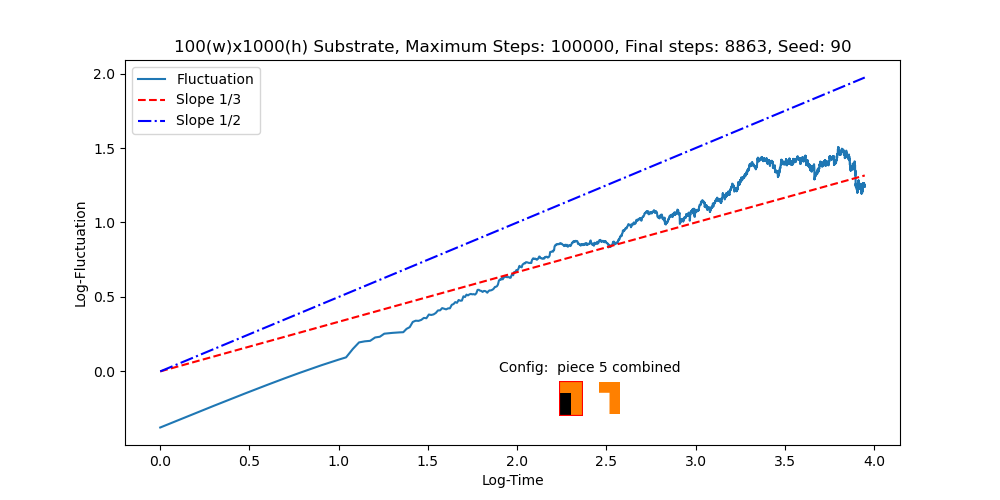 100(w)x1000(h) Substrate, Maximum Steps: 100000, Final steps: 8863, Seed: 90
Fluctuation
Slope 1/3
Slope 1/2
2.0
1.5
1.0
0.5
0.0
Log-Fluctuation
Config:  piece 5 combined
0.0 0.5 1.0 1.5 2.0 2.5 3.0 3.5 4.0
Log-Time